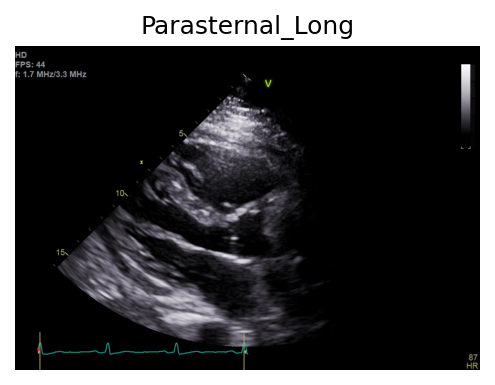 Parasternal_Long
HD
FPS: 44
f: 1.7 MHz/3.3 MHz
V
5
10
15
87
HR